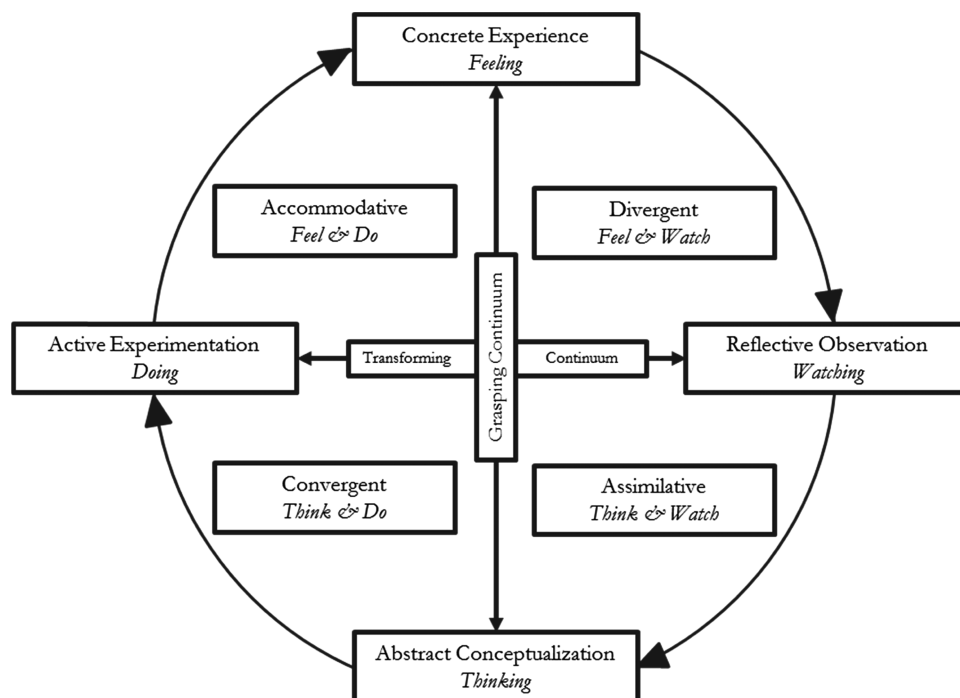 Concrete Experience
Feeling
Accommodative
Feel & Do
Divergent
Feel & Watch
Active Experimentation
Doing
Transforming
Grasping Continuum
Continuum
Reflective Observation
Watching
Convergent
Think & Do
Assimilative
Think & Watch
Abstract Conceptualization
Thinking